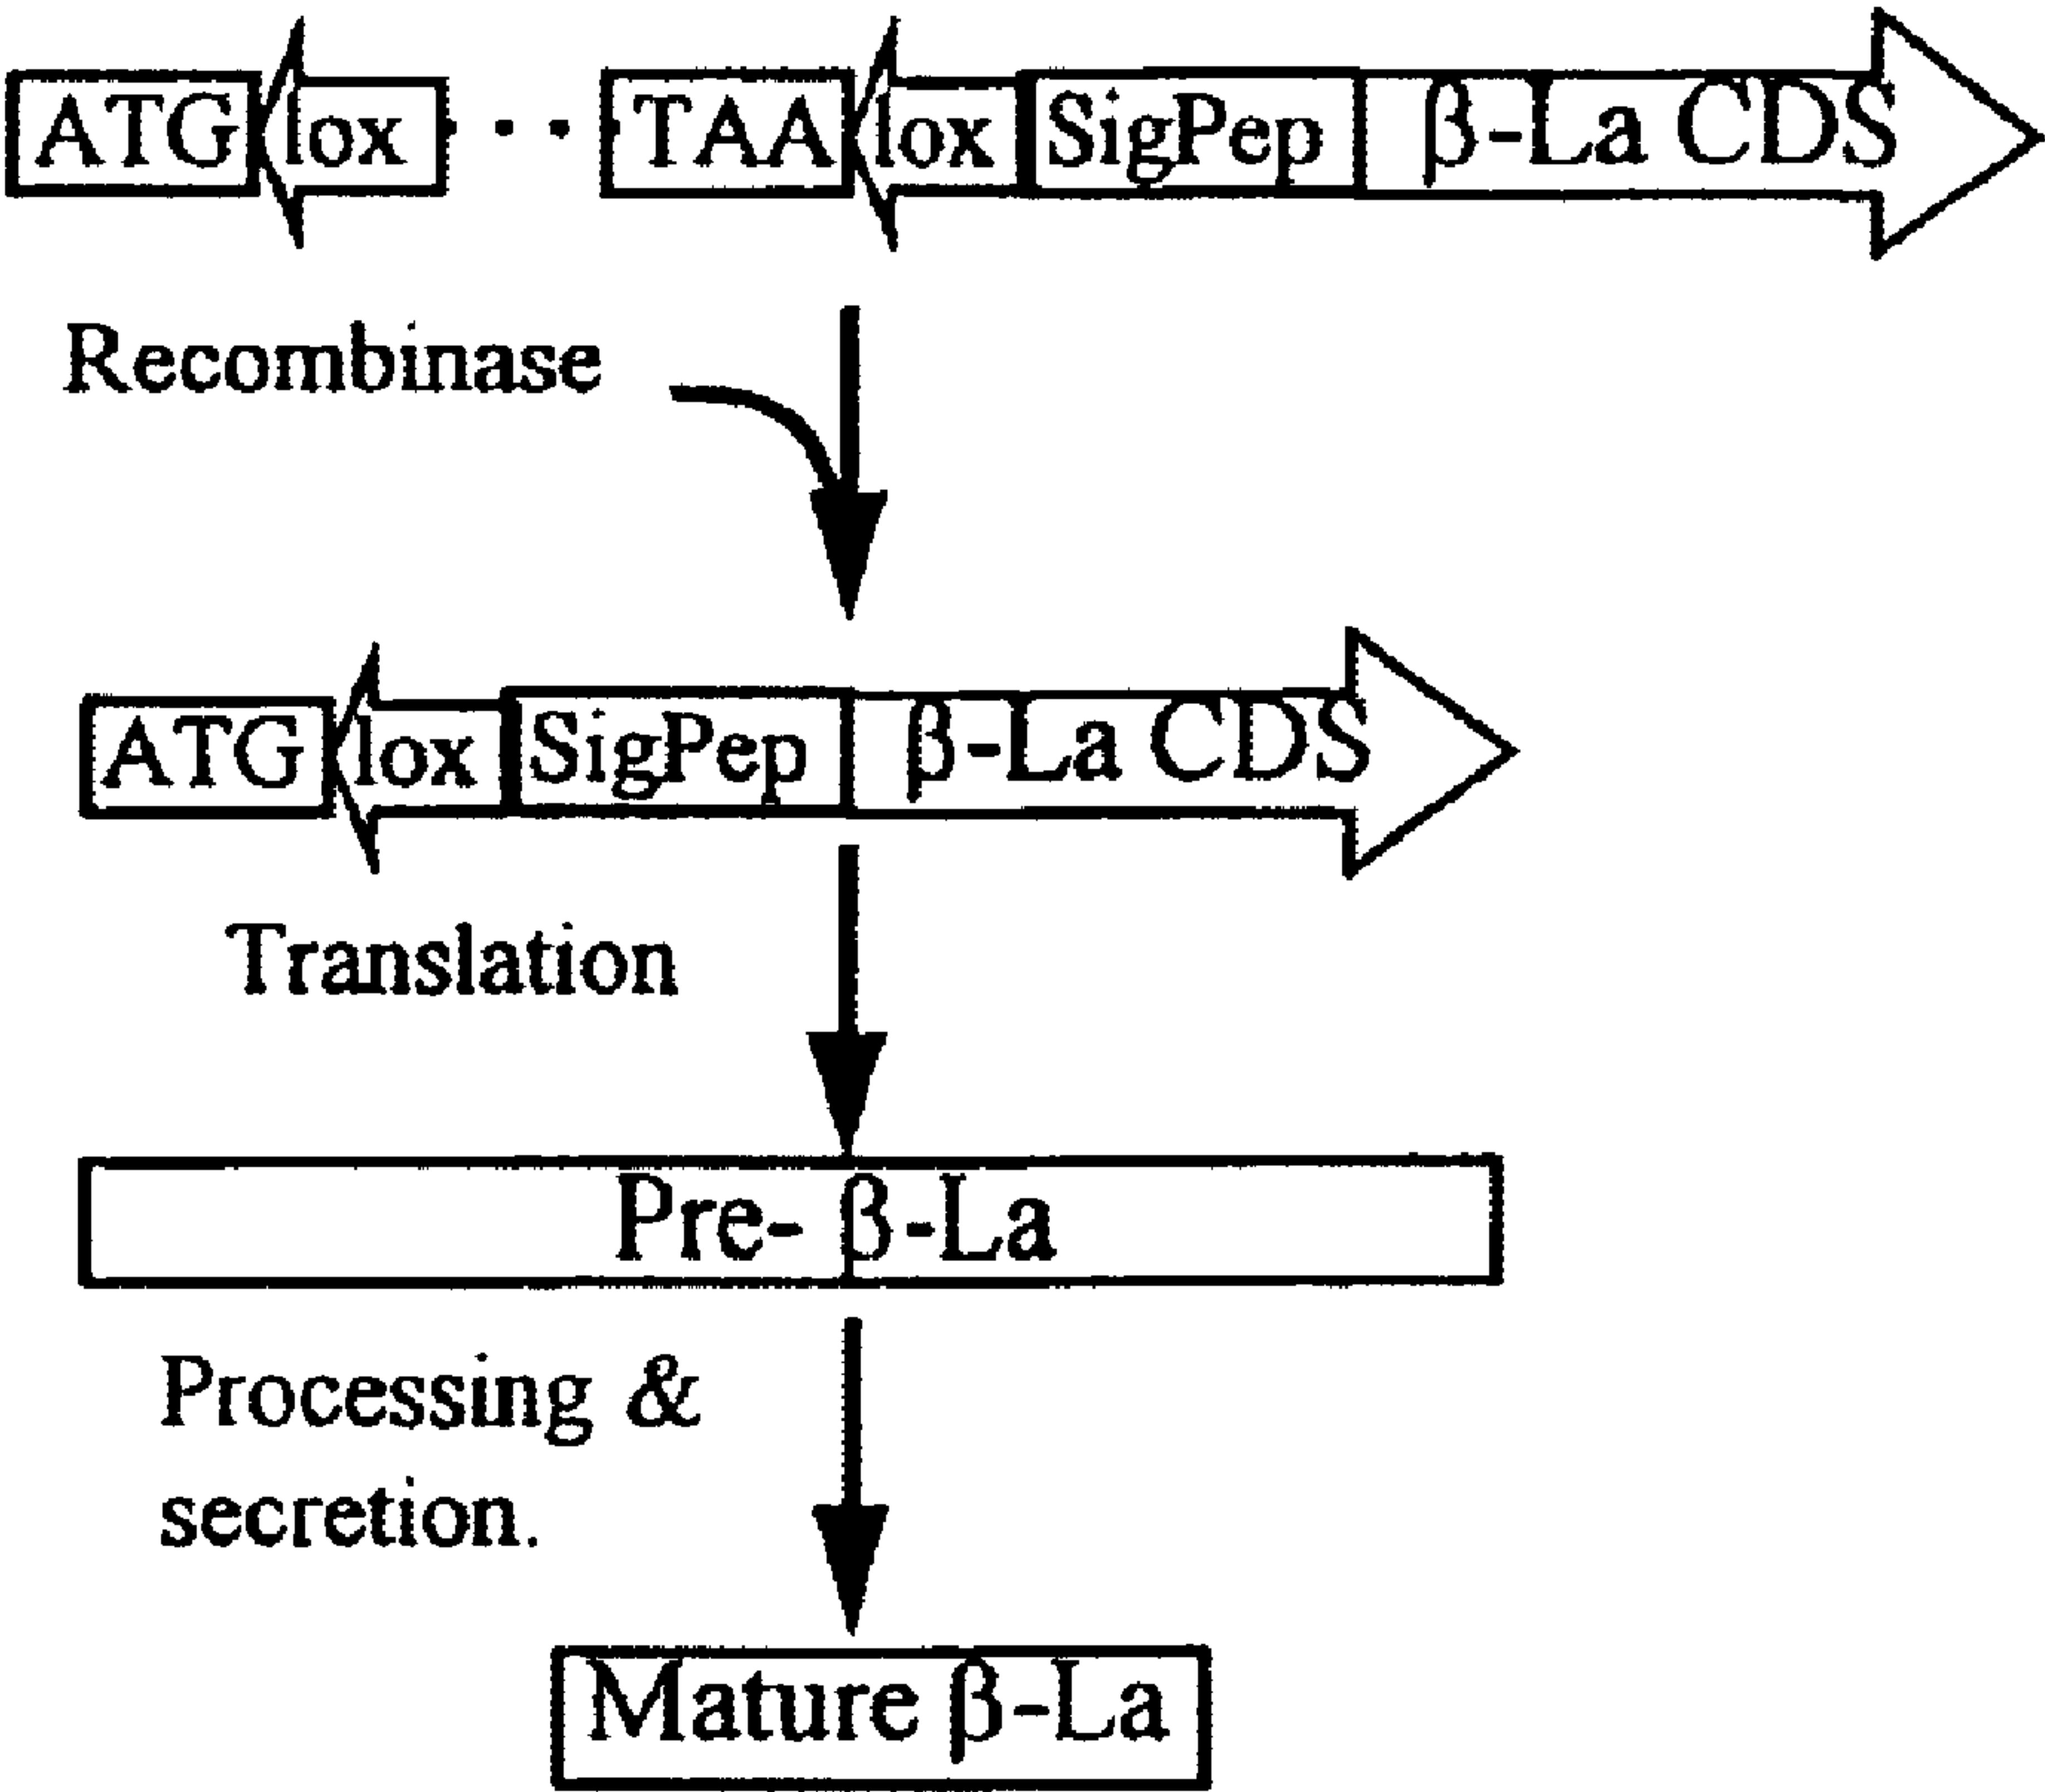 ATG lox - - TAA lox SigPep β-La CDS
Recombinase
ATG lox SigPep β-La CDS
Translation
Pre- β-La
Processing &
secretion.
Mature β-La